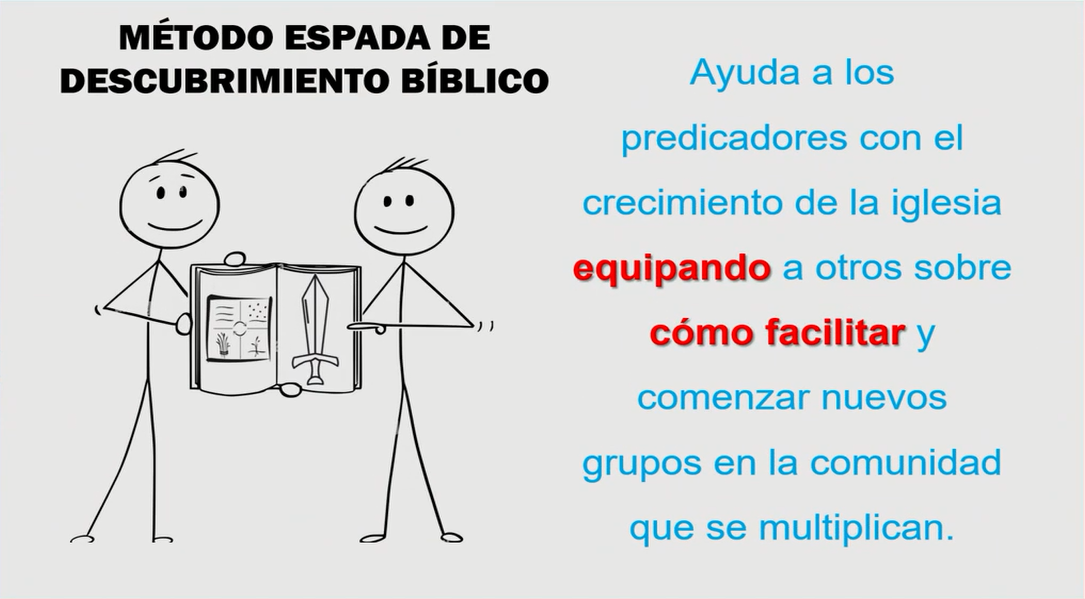 MÉTODO ESPADA DE
DESCUBRIMIENTO BÍBLICO
Ayuda a los
predicadores con el
crecimiento de la iglesia
equipando a otros sobre
cómo facilitar y
comenzar nuevos
grupos en la comunidad
que se multiplican.